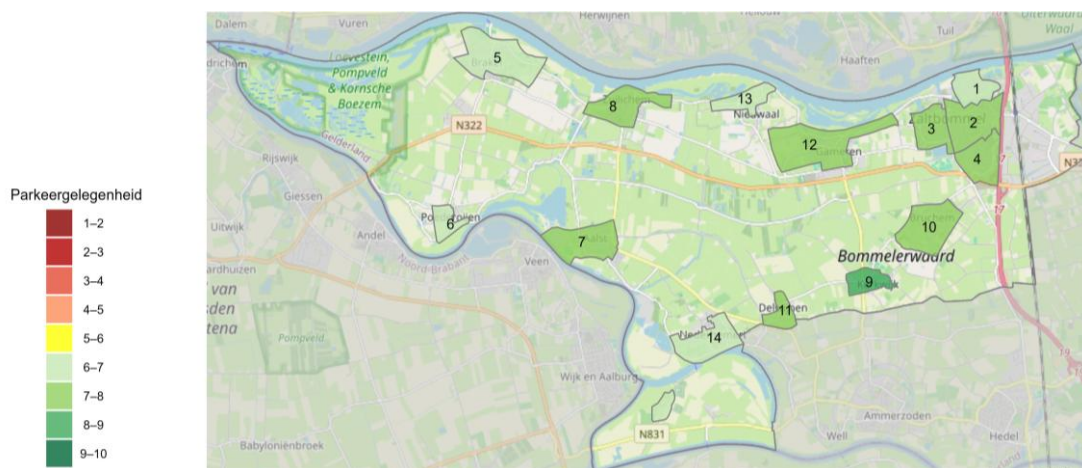 Parkeergelegenheid
1–2
2–3
3–4
4–5
5–6
6–7
7–8
8–9
9–10
Dalem
Vuren
Herwijnen
Tuil
Haaften
Waal
Loevestein,
Pompveld
& Kornsche
Boezem
Gelderland
N322
5
8
13
Nieuwaal
12
1
2
3
4
Rijswijk
Giessen
Uitwijk
Andel
6
Noord-Brabant
Veen
7
10
Bommelerwaard
9
11
14
17
19
Pompveld
Wijk en Aalburg
N831
Babyloniënbroek
Well
Ammerzoden
Hedel